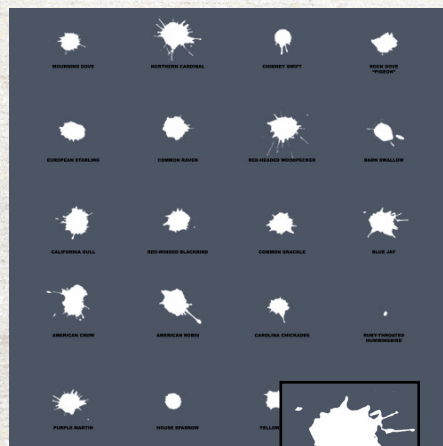 MOURNING DOVE
NORTHERN CARDINAL
CHIMNEY SWIFT
ROCK DOVE
"PIGEON"
EUROPEAN STARLING
COMMON RAVEN
RED-HEADED WOODPECKER
BARN SWALLOW
CALIFORNIA GULL
RED-WINGED BLACKBIRD
COMMON GRACKLE
BLUE JAY
AMERICAN CROW
AMERICAN ROBIN
CAROLINA CHICKADEE
RUBY-THROATED
HUMMINGBIRD
PURPLE MARTIN
HOUSE SPARROW
YELLOW